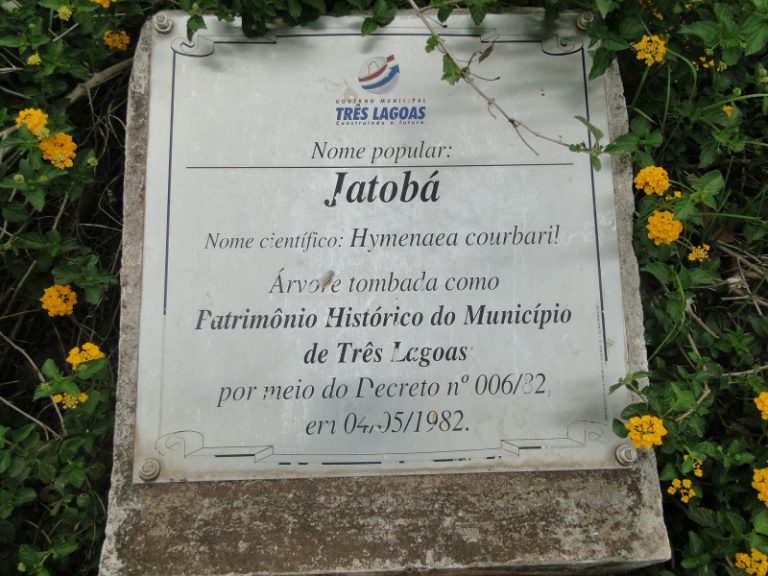 GOVERNO MUNICIPAL
TRÊS LAGOAS
Construindo o futuro.
Nome popular:
Jatobá
Nome científico: Hymenaea courbaril
Árvore tombada como
Patrimônio Histórico do Município
de Três Lagoas
por meio do Decreto nº 006/82,
em 04/05/1982.